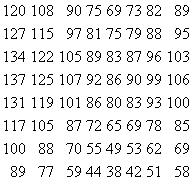 120 108 90 75 69 73 82 89
127 115 97 81 75 79 88 95
134 122 105 89 83 87 96 103
137 125 107 92 86 90 99 106
131 119 101 86 80 83 93 100
117 105 87 72 65 69 78 85
100 88 70 55 49 53 62 69
89 77 59 44 38 42 51 58